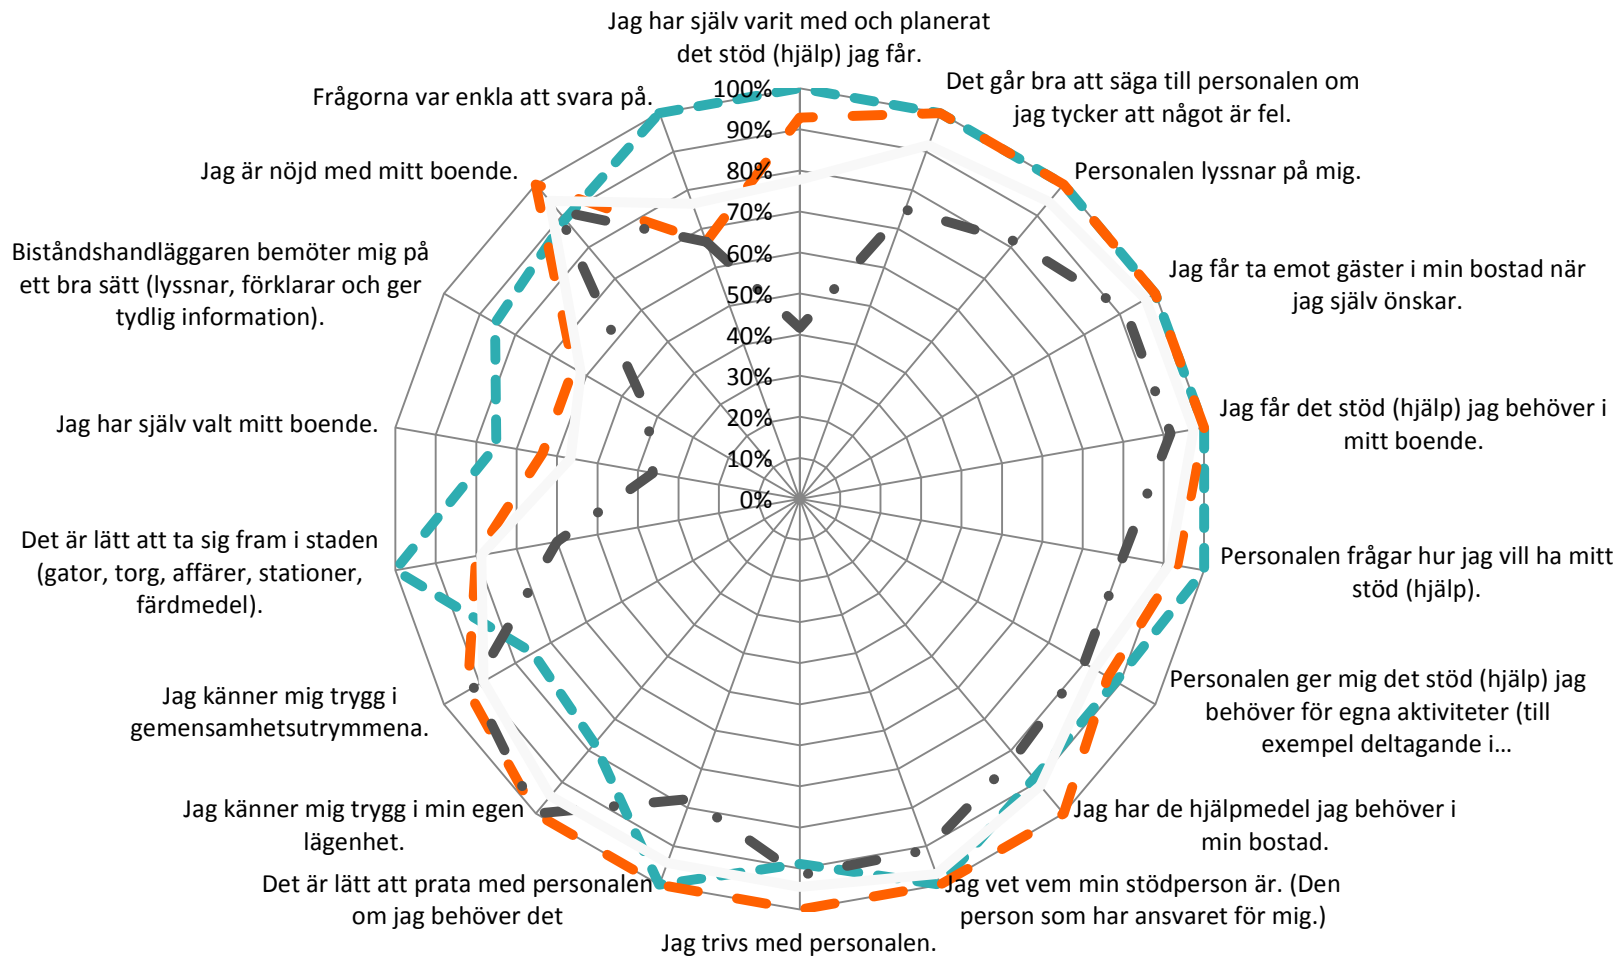 Jag har själv varit med och planerat
det stöd (hjälp) jag får.
Det går bra att säga till personalen om
jag tycker att något är fel.
Personalen lyssnar på mig.
Jag får ta emot gäster i min bostad när
jag själv önskar.
Jag får det stöd (hjälp) jag behöver i
mitt boende.
Personalen frågar hur jag vill ha mitt
stöd (hjälp).
Personalen ger mig det stöd (hjälp) jag
behöver för egna aktiviteter (till
exempel deltagande i...
Jag har de hjälpmedel jag behöver i
min bostad.
Jag vet vem min stödperson är. (Den
person som har ansvaret för mig.)
Jag trivs med personalen.
Det är lätt att prata med personalen
om jag behöver det
Jag känner mig trygg i min egen
lägenhet.
Jag känner mig trygg i
gemensamhetsutrymmena.
Det är lätt att ta sig fram i staden
(gator, torg, affärer, stationer,
färdmedel).
Jag har själv valt mitt boende.
Biståndshandläggaren bemöter mig på
ett bra sätt (lyssnar, förklarar och ger
tydlig information).
Jag är nöjd med mitt boende.
Frågorna var enkla att svara på.
100%
90%
80%
70%
60%
50%
40%
30%
20%
10%
0%